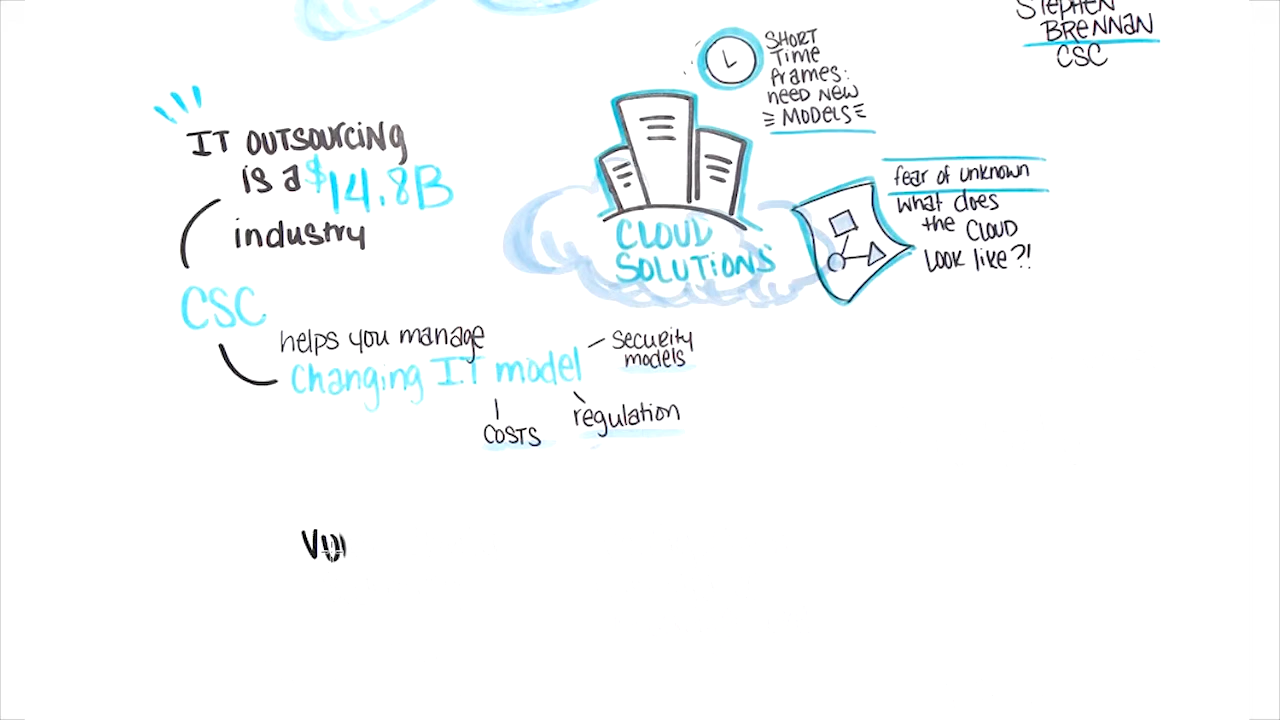 STEPHEN
BRENNAN
CSC
SHORT
Time
frames:
need new
MODELS
IT OUTSOURCING
is a $14.8B
industry
fear of unknown
what does
the CLOUD
LOOK like?!
CLOUD
SOLUTIONS
CSC
helps you manage
Changing IT model
Security
models
regulation
COSTS